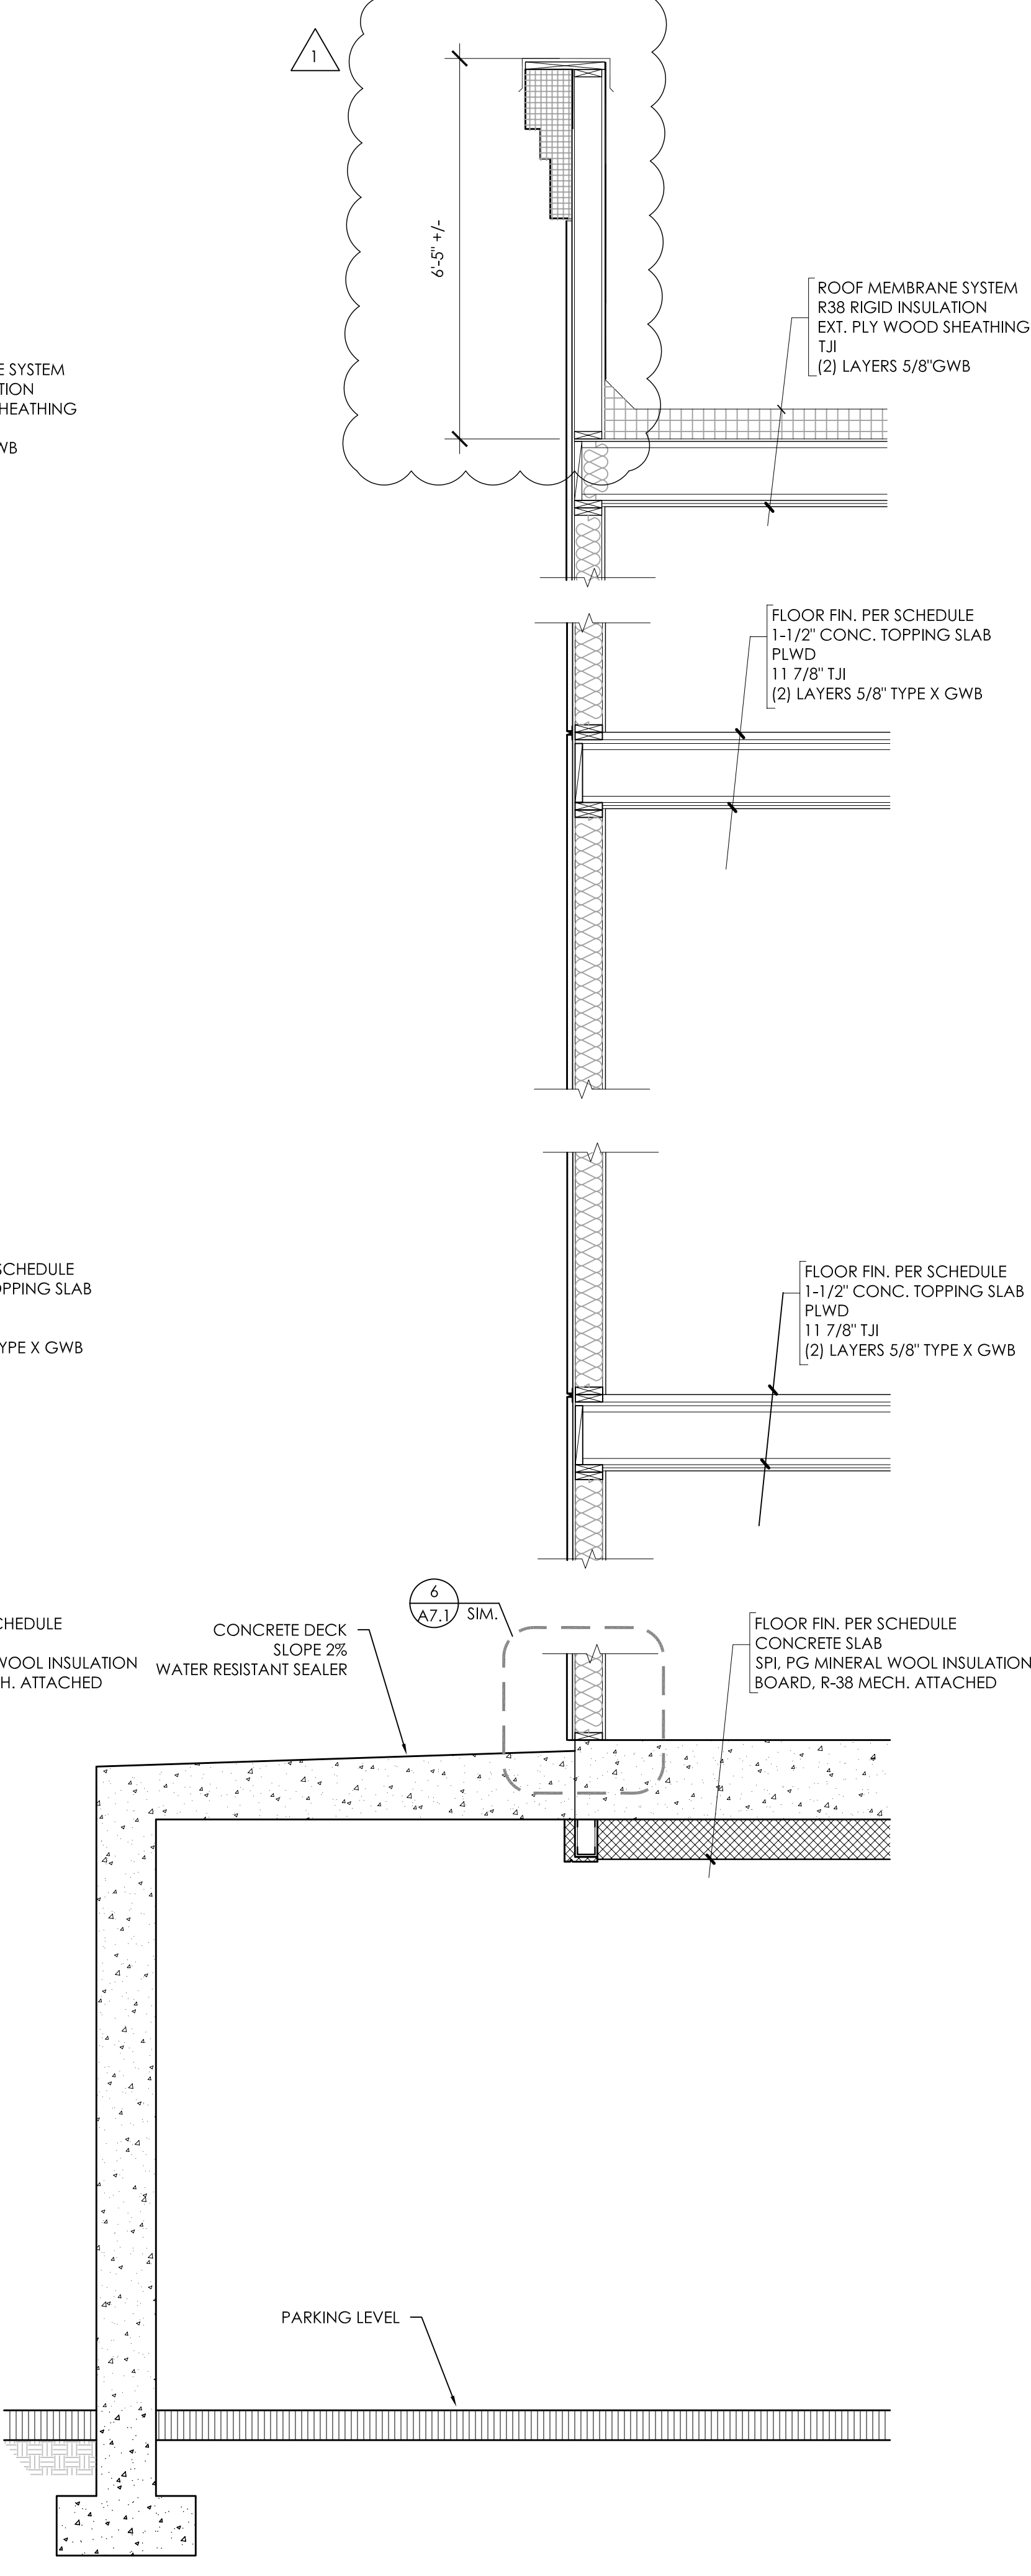 1
6'-5" +/-
ROOF MEMBRANE SYSTEM
R38 RIGID INSULATION
EXT. PLY WOOD SHEATHING
TJI
(2) LAYERS 5/8"GWB
E SYSTEM
TION
HEATHING
WB
FLOOR FIN. PER SCHEDULE
1-1/2" CONC. TOPPING SLAB
PLWD
11 7/8" TJI
(2) LAYERS 5/8" TYPE X GWB
SCHEDULE
OPPING SLAB
YPE X GWB
FLOOR FIN. PER SCHEDULE
1-1/2" CONC. TOPPING SLAB
PLWD
11 7/8" TJI
(2) LAYERS 5/8" TYPE X GWB
CHEDULE
WOOL INSULATION
H. ATTACHED
CONCRETE DECK
SLOPE 2%
WATER RESISTANT SEALER
6
A7.1
SIM.
FLOOR FIN. PER SCHEDULE
CONCRETE SLAB
SPI, PG MINERAL WOOL INSULATION
BOARD, R-38 MECH. ATTACHED
PARKING LEVEL